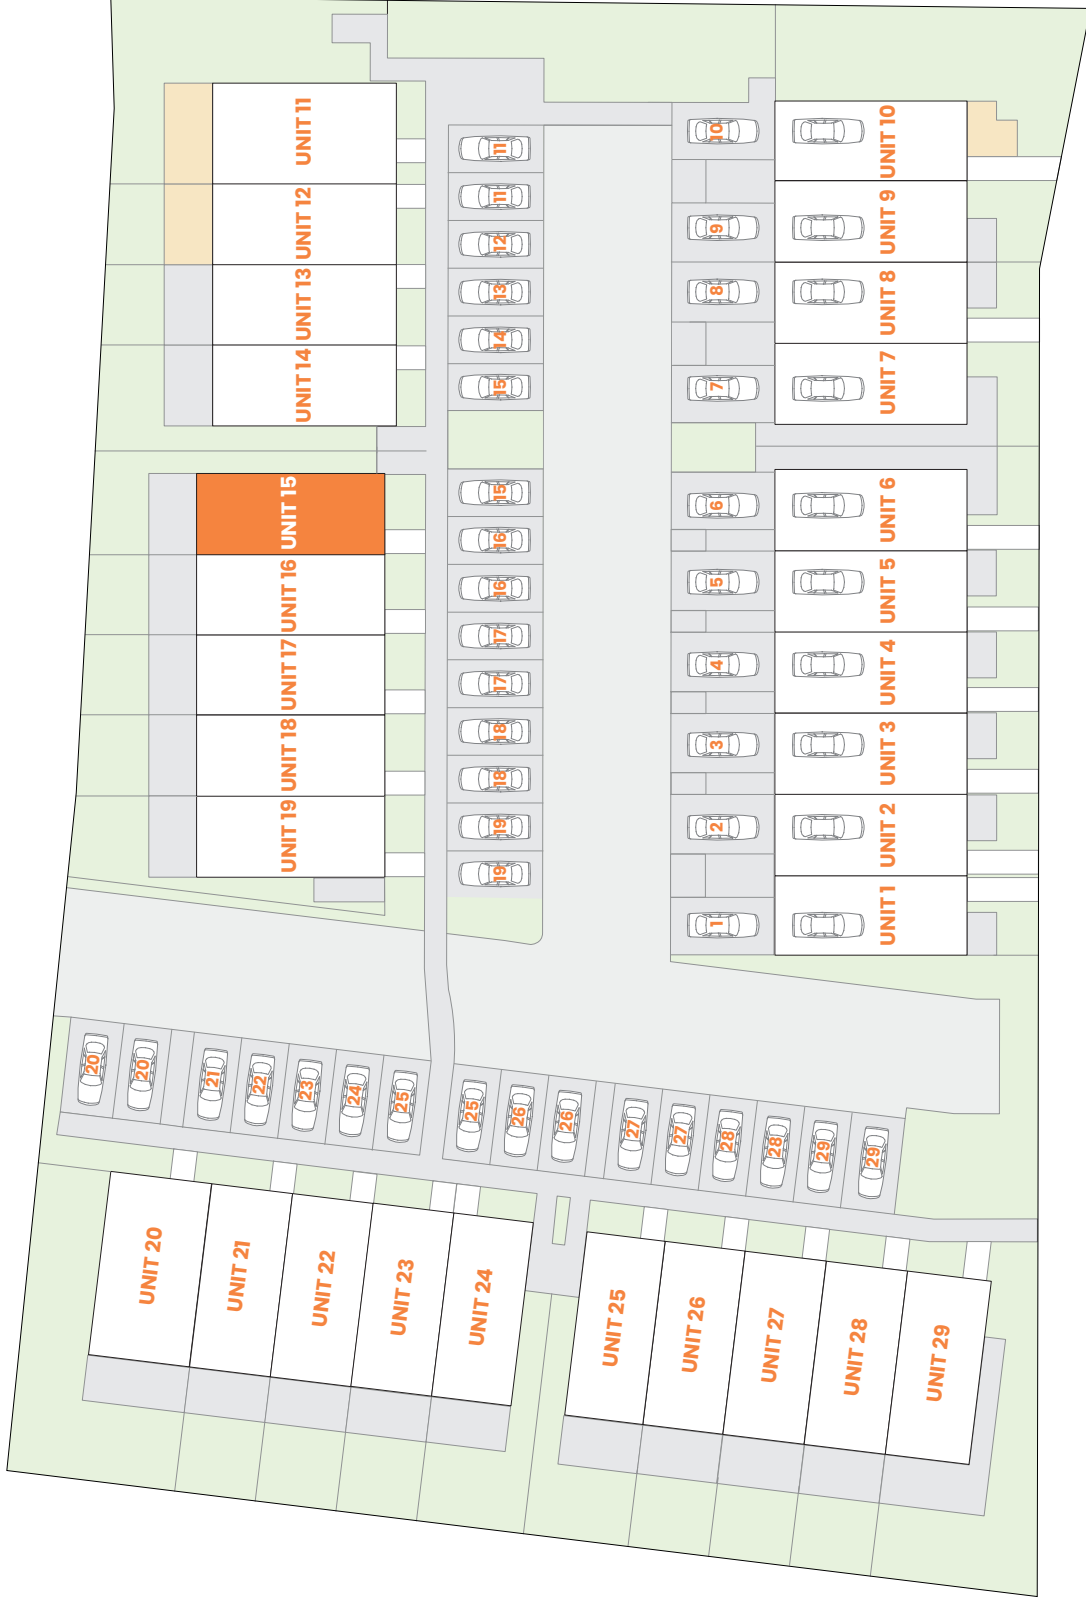 UNIT 11
UNIT 12
UNIT 13
UNIT 14
UNIT 15
UNIT 16
UNIT 17
UNIT 18
UNIT 19
11
11
12
13
14
15
15
16
16
17
17
18
18
19
19
10
9
8
7
6
5
4
3
2
1
UNIT 10
UNIT 9
UNIT 8
UNIT 7
UNIT 6
UNIT 5
UNIT 4
UNIT 3
UNIT 2
UNIT 1
20
20
21
22
23
24
25
25
26
26
27
27
28
28
29
29
UNIT 20
UNIT 21
UNIT 22
UNIT 23
UNIT 24
UNIT 25
UNIT 26
UNIT 27
UNIT 28
UNIT 29